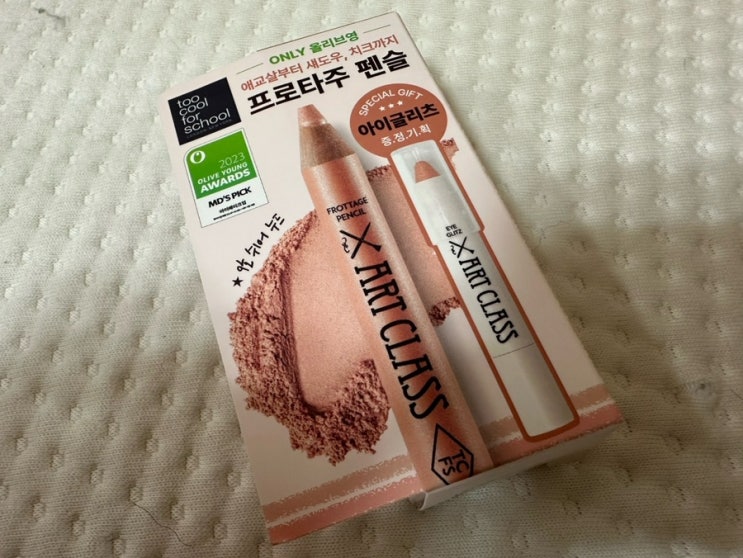 ONLY 올리브영
애교살부터 섀도우, 치크까지
프로타주 펜슬
too
cool
for
school
2023
OLIVE YOUNG
AWARDS
MD'S PICK
SPECIAL GIFT
아이글리츠
증.정.기.획
FROTTAGE
PENCIL
ART CLASS
TC
FS
EYE
GLITZ
ART CLASS